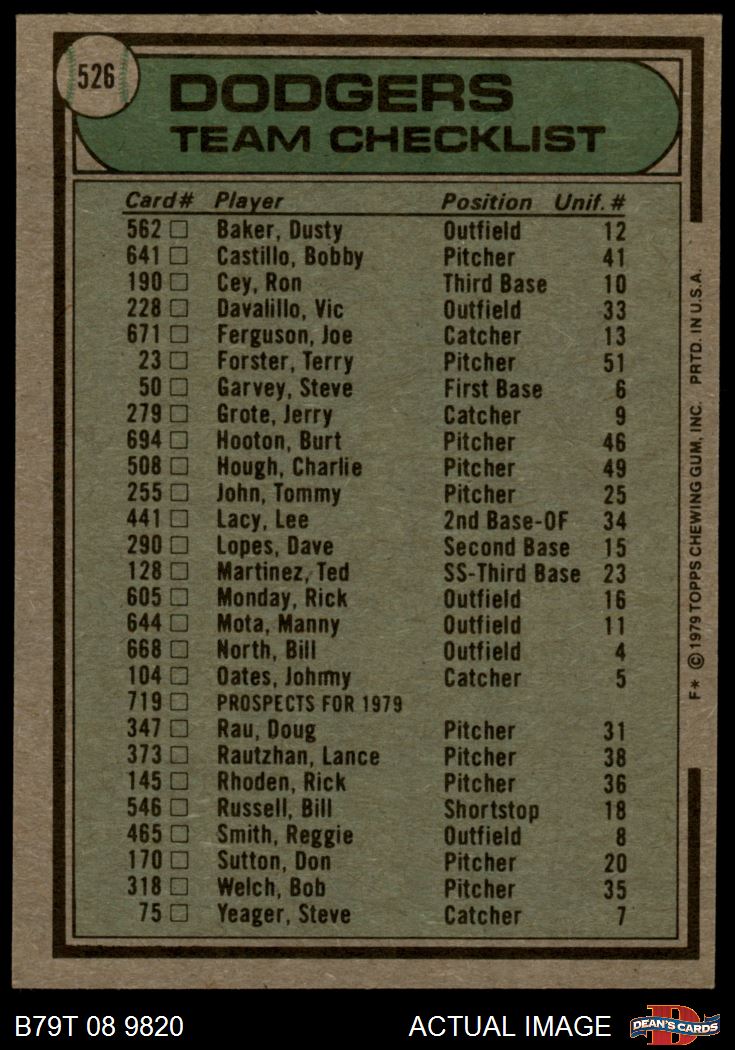 526
DODGERS
TEAM CHECKLIST
Card# Player Position Unif. #
562 □ Baker, Dusty Outfield 12
641 □ Castillo, Bobby Pitcher 41
190 □ Cey, Ron Third Base 10
228 □ Davalillo, Vic Outfield 33
671 □ Ferguson, Joe Catcher 13
23 □ Forster, Terry Pitcher 51
50 □ Garvey, Steve First Base 6
279 □ Grote, Jerry Catcher 9
694 □ Hooton, Burt Pitcher 46
508 □ Hough, Charlie Pitcher 49
255 □ John, Tommy Pitcher 25
441 □ Lacy, Lee 2nd Base-OF 34
290 □ Lopes, Dave Second Base 15
128 □ Martinez, Ted SS-Third Base 23
605 □ Monday, Rick Outfield 16
644 □ Mota, Manny Outfield 11
668 □ North, Bill Outfield 4
104 □ Oates, Johnny Catcher 5
719 □ PROSPECTS FOR 1979
347 □ Rau, Doug Pitcher 31
373 □ Rautzhan, Lance Pitcher 38
145 □ Rhoden, Rick Pitcher 36
546 □ Russell, Bill Shortstop 18
465 □ Smith, Reggie Outfield 8
170 □ Sutton, Don Pitcher 20
318 □ Welch, Bob Pitcher 35
75 □ Yeager, Steve Catcher 7
F* © 1979 TOPPS CHEWING GUM, INC. PRTD. IN U.S.A.
B79T 08 9820 ACTUAL IMAGE
D
DEAN'S CARDS